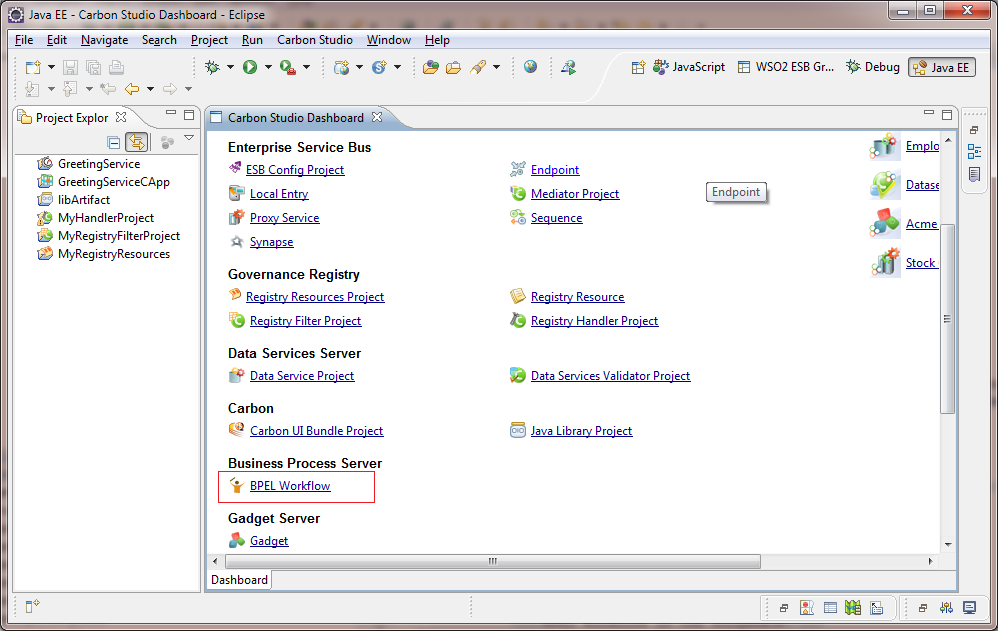 Java EE - Carbon Studio Dashboard - Eclipse
File Edit Navigate Search Project Run Carbon Studio Window Help
JavaScript WSO2 ESB Gr... Debug Java EE
Project Explor
GreetingService
GreetingServiceCApp
libArtifact
MyHandlerProject
MyRegistryFilterProject
MyRegistryResources
Carbon Studio Dashboard
Enterprise Service Bus
ESB Config Project Endpoint
Local Entry Mediator Project
Proxy Service Sequence
Synapse
Endpoint
Governance Registry
Registry Resources Project Registry Resource
Registry Filter Project Registry Handler Project
Data Services Server
Data Service Project Data Services Validator Project
Carbon
Carbon UI Bundle Project Java Library Project
Business Process Server
BPEL Workflow
Gadget Server
Gadget
Emplo
Datase
Acme
Stock
Dashboard